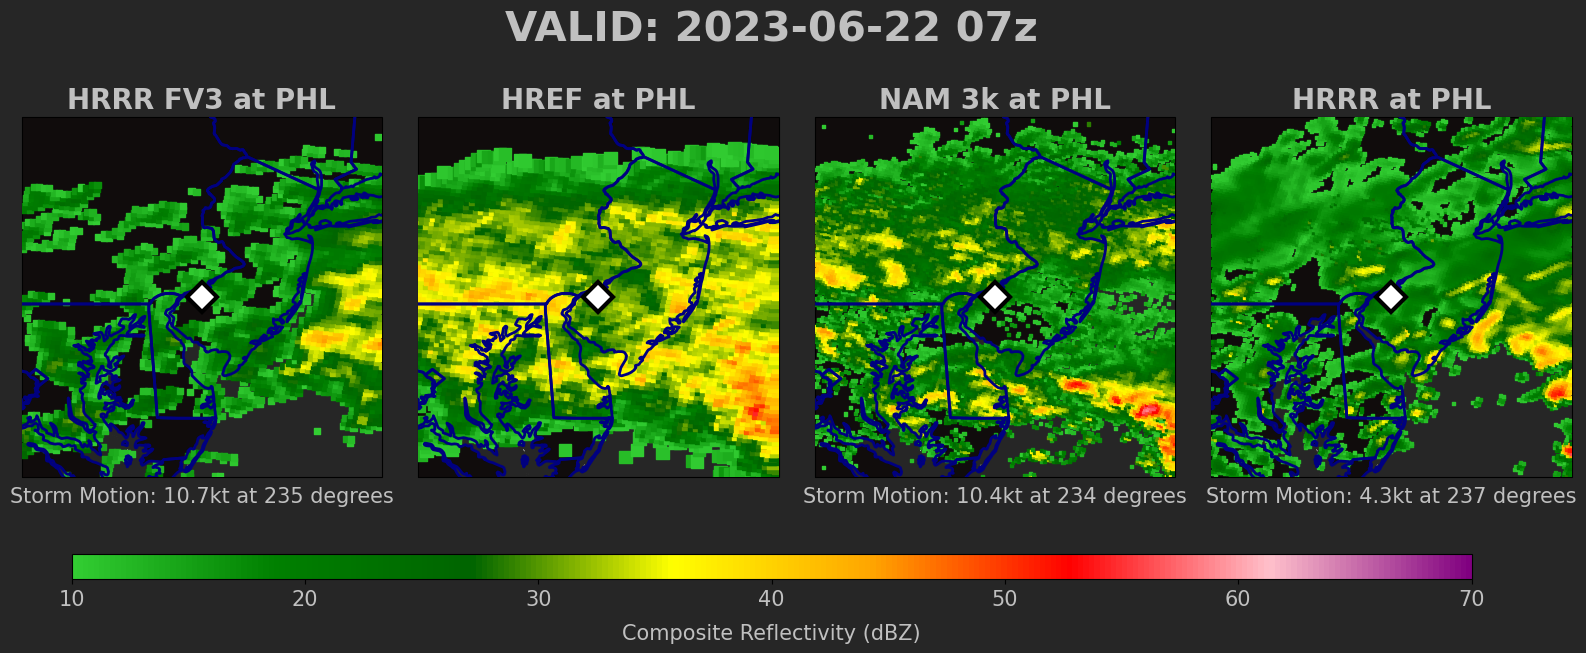 VALID: 2023-06-22 07z
HRRR FV3 at PHL
HREF at PHL
NAM 3k at PHL
HRRR at PHL
Storm Motion: 10.7kt at 235 degrees
Storm Motion: 10.4kt at 234 degrees
Storm Motion: 4.3kt at 237 degrees
10 20 30 40 50 60 70
Composite Reflectivity (dBZ)